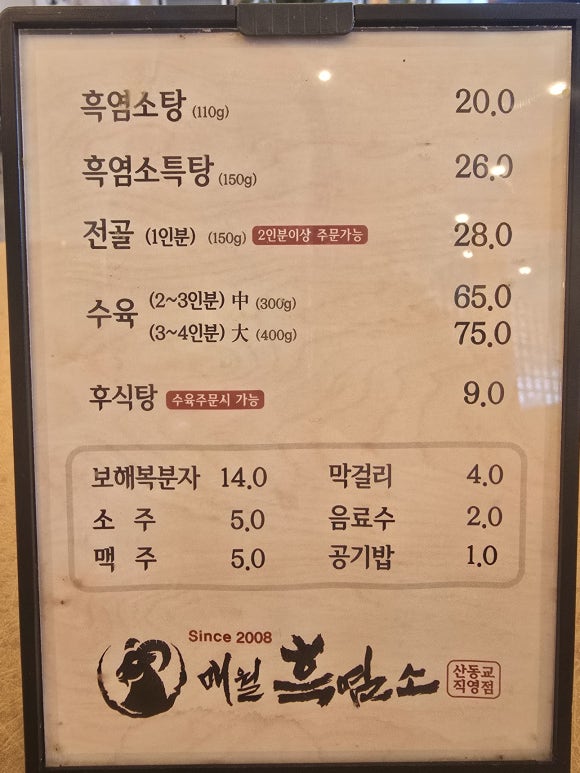 흑염소탕 (110g) 20.0
흑염소특탕 (150g) 26.0
전골 (1인분) (150g) 2인분이상 주문가능 28.0
수육 (2~3인분) 中 (300g) 65.0
(3~4인분) 大 (400g) 75.0
후식탕 수육주문시 가능 9.0
보해복분자 14.0 막걸리 4.0
소 주 5.0 음료수 2.0
맥 주 5.0 공기밥 1.0
Since 2008
매월 흑염소 산동교
직영점